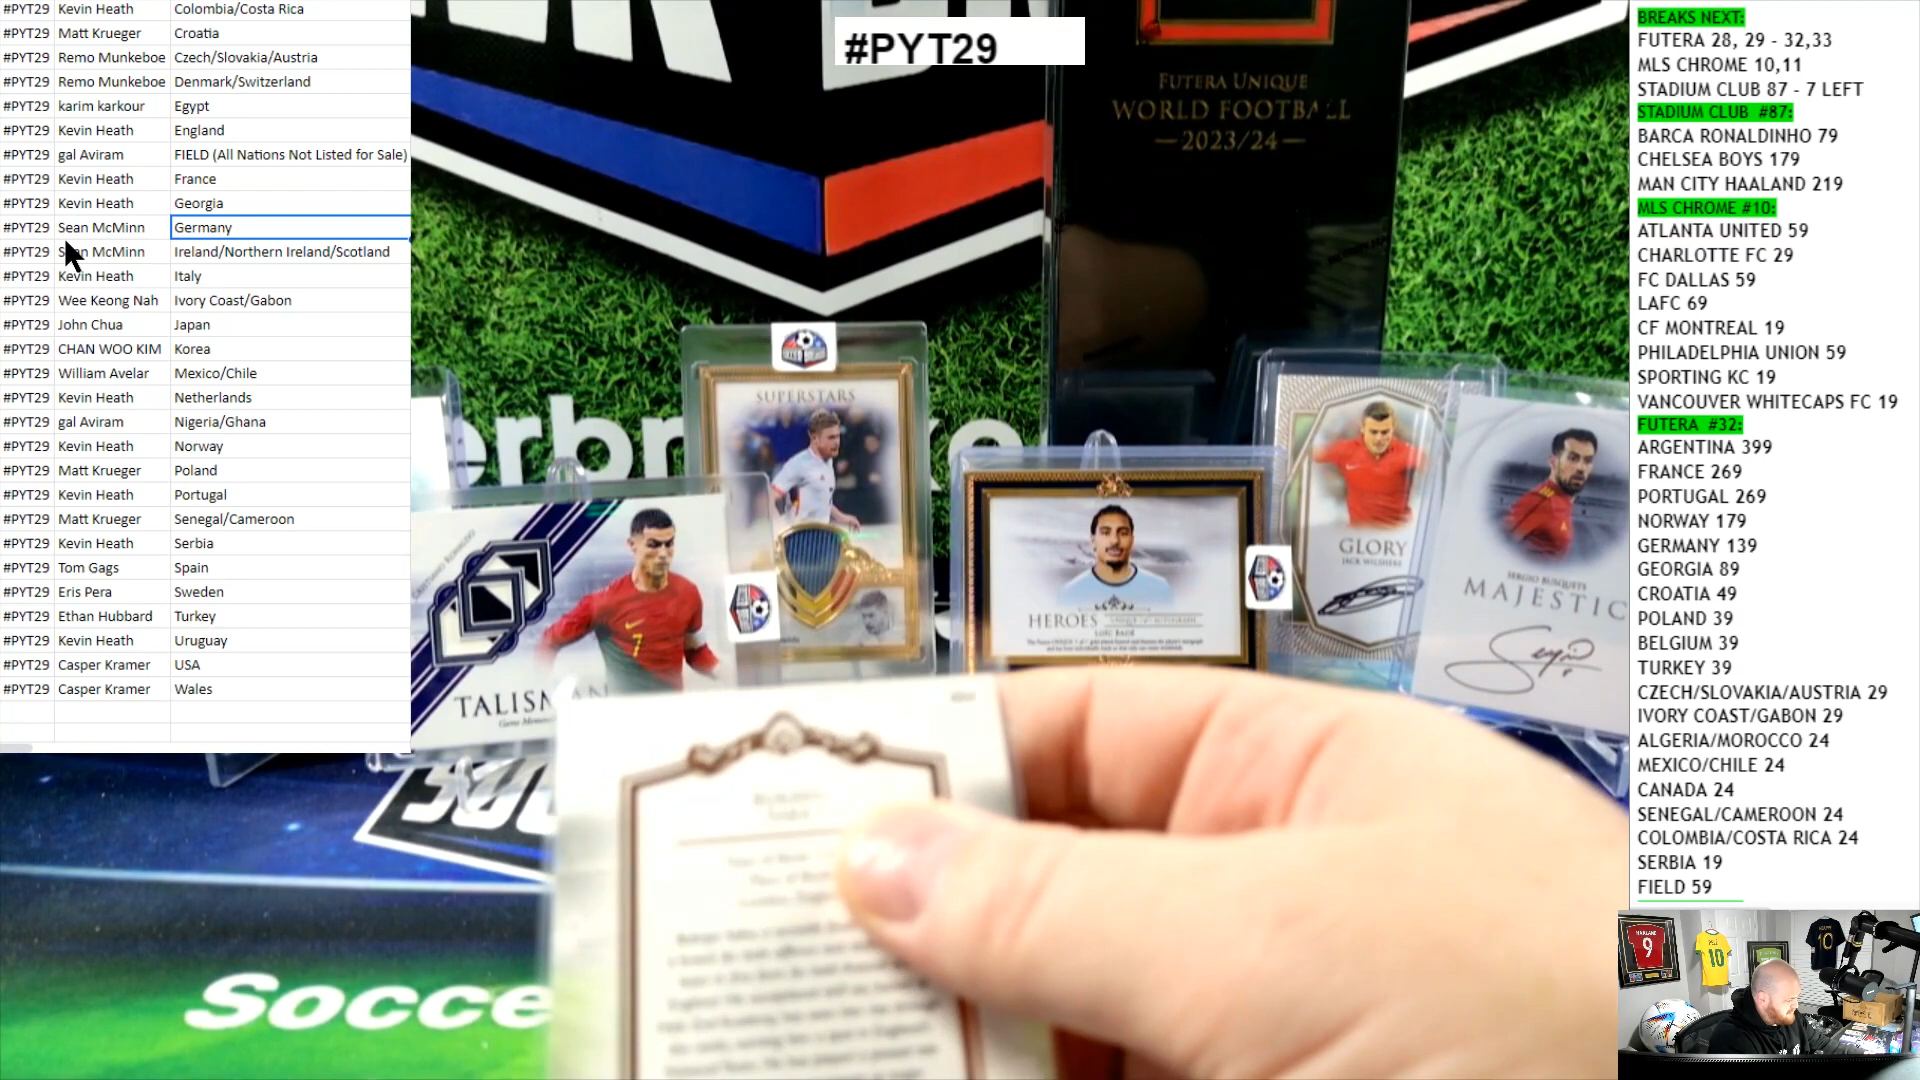 #PYT29 Kevin Heath Colombia/Costa Rica
#PYT29 Matt Krueger Croatia
#PYT29 Remo Munkeboe Czech/Slovakia/Austria
#PYT29 Remo Munkeboe Denmark/Switzerland
#PYT29 karim karkour Egypt
#PYT29 Kevin Heath England
#PYT29 gal Aviram FIELD (All Nations Not Listed for Sale)
#PYT29 Kevin Heath France
#PYT29 Kevin Heath Georgia
#PYT29 Sean McMinn Germany
#PYT29 McMinn Ireland/Northern Ireland/Scotland
#PYT29 Kevin Heath Italy
#PYT29 Wee Keong Nah Ivory Coast/Gabon
#PYT29 John Chua Japan
#PYT29 CHAN WOO KIM Korea
#PYT29 William Avelar Mexico/Chile
#PYT29 Kevin Heath Netherlands
#PYT29 gal Aviram Nigeria/Ghana
#PYT29 Kevin Heath Norway
#PYT29 Matt Krueger Poland
#PYT29 Kevin Heath Portugal
#PYT29 Matt Krueger Senegal/Cameroon
#PYT29 Kevin Heath Serbia
#PYT29 Tom Gags Spain
#PYT29 Eris Pera Sweden
#PYT29 Ethan Hubbard Turkey
#PYT29 Kevin Heath Uruguay
#PYT29 Casper Kramer USA
#PYT29 Casper Kramer Wales
#PYT29
FUTERA UNIQUE
WORLD FOOTBALL
—2023/24—
SUPERSTARS
CRISTIANO RONALDO
TALISMAN
HEROES
LOIC BADE
GLORY
JACK WILSHERE
SERGIO BUSQUETS
MAJESTIC
Socce
BREAKS NEXT:
FUTERA 28, 29 - 32,33
MLS CHROME 10,11
STADIUM CLUB 87 - 7 LEFT
STADIUM CLUB #87:
BARCA RONALDINHO 79
CHELSEA BOYS 179
MAN CITY HAALAND 219
MLS CHROME #10:
ATLANTA UNITED 59
CHARLOTTE FC 29
FC DALLAS 59
LAFC 69
CF MONTREAL 19
PHILADELPHIA UNION 59
SPORTING KC 19
VANCOUVER WHITECAPS FC 19
FUTERA #32:
ARGENTINA 399
FRANCE 269
PORTUGAL 269
NORWAY 179
GERMANY 139
GEORGIA 89
CROATIA 49
POLAND 39
BELGIUM 39
TURKEY 39
CZECH/SLOVAKIA/AUSTRIA 29
IVORY COAST/GABON 29
ALGERIA/MOROCCO 24
MEXICO/CHILE 24
CANADA 24
SENEGAL/CAMEROON 24
COLOMBIA/COSTA RICA 24
SERBIA 19
FIELD 59
9
10
10